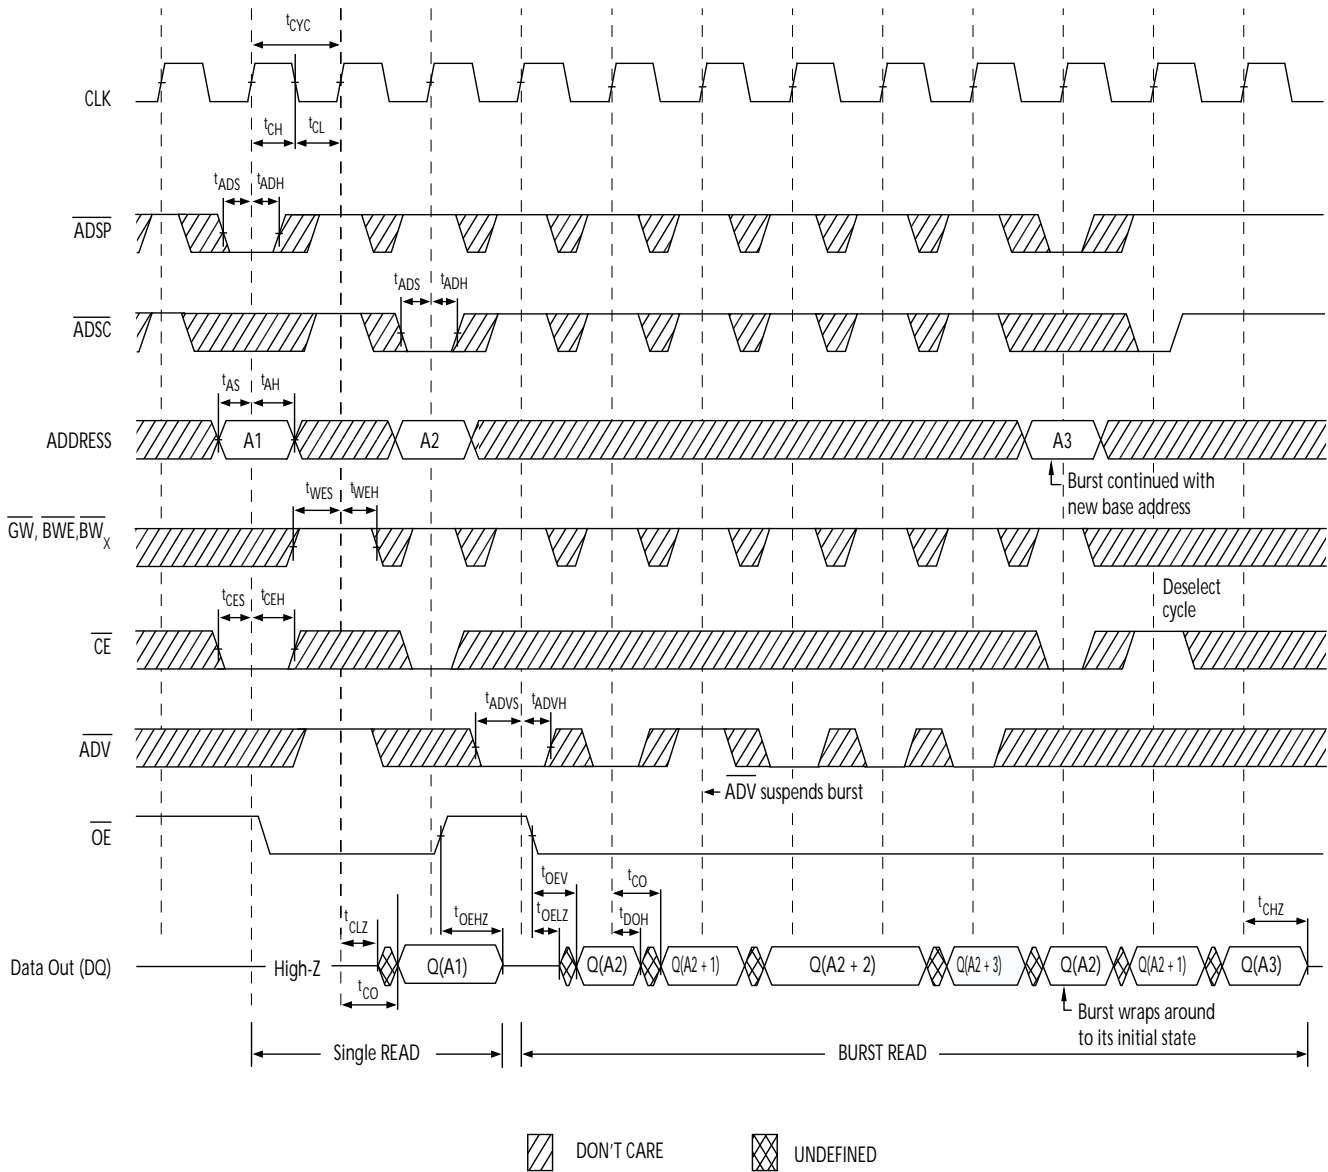 tCYC
CLK
tCH
tCL
tADS
tADH
ADSP
tADS
tADH
ADSC
tAS
tAH
ADDRESS
A1
A2
A3
Burst continued with
new base address
tWES
tWEH
GW, BWE,BWX
Deselect
cycle
tCES
tCEH
CE
tADVS
tADVH
ADV
ADV suspends burst
OE
tOEV
tCO
tCLZ
tOEHZ
tOELZ
tDOH
tCHZ
Data Out (DQ)
High-Z
Q(A1)
Q(A2)
Q(A2 + 1)
Q(A2 + 2)
Q(A2 + 3)
Q(A2)
Q(A2 + 1)
Q(A3)
tCO
Burst wraps around
to its initial state
Single READ
BURST READ
DON'T CARE
UNDEFINED